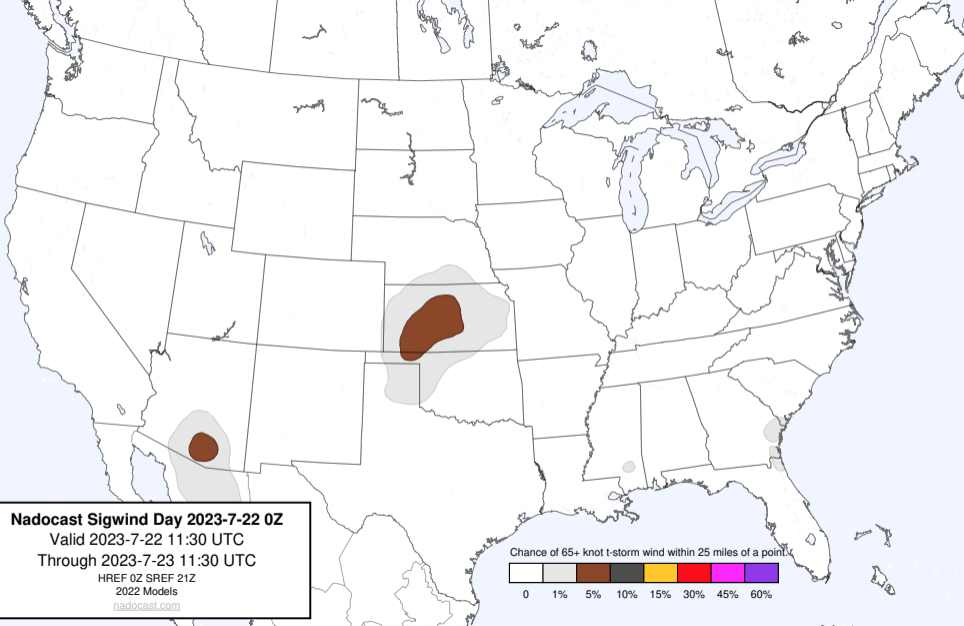 Nadocast Sigwind Day 2023-7-22 0Z
Valid 2023-7-22 11:30 UTC
Through 2023-7-23 11:30 UTC
HREF 0Z SREF 21Z
2022 Models
nadocast.com
Chance of 65+ knot t-storm wind within 25 miles of a point.
0 1% 5% 10% 15% 30% 45% 60%